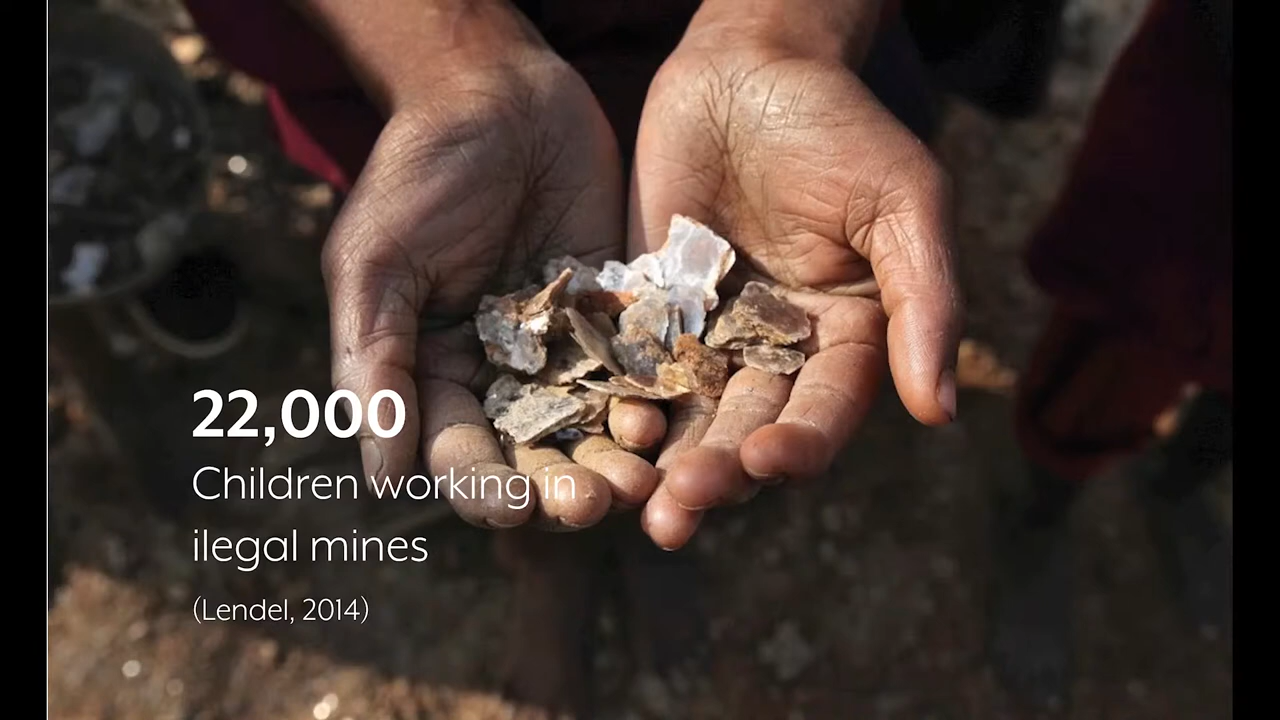 22,000
Children working in
ilegal mines
(Lendel, 2014)